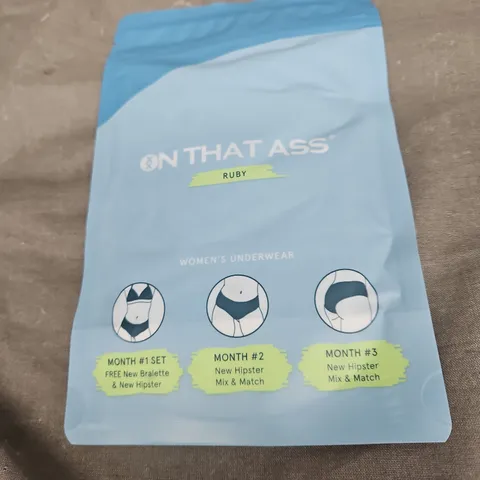 ON THAT ASS
RUBY
WOMEN'S UNDERWEAR
MONTH #1 SET
FREE New Bralette
& New Hipster
MONTH #2
New Hipster
Mix & Match
MONTH #3
New Hipster
Mix & Match